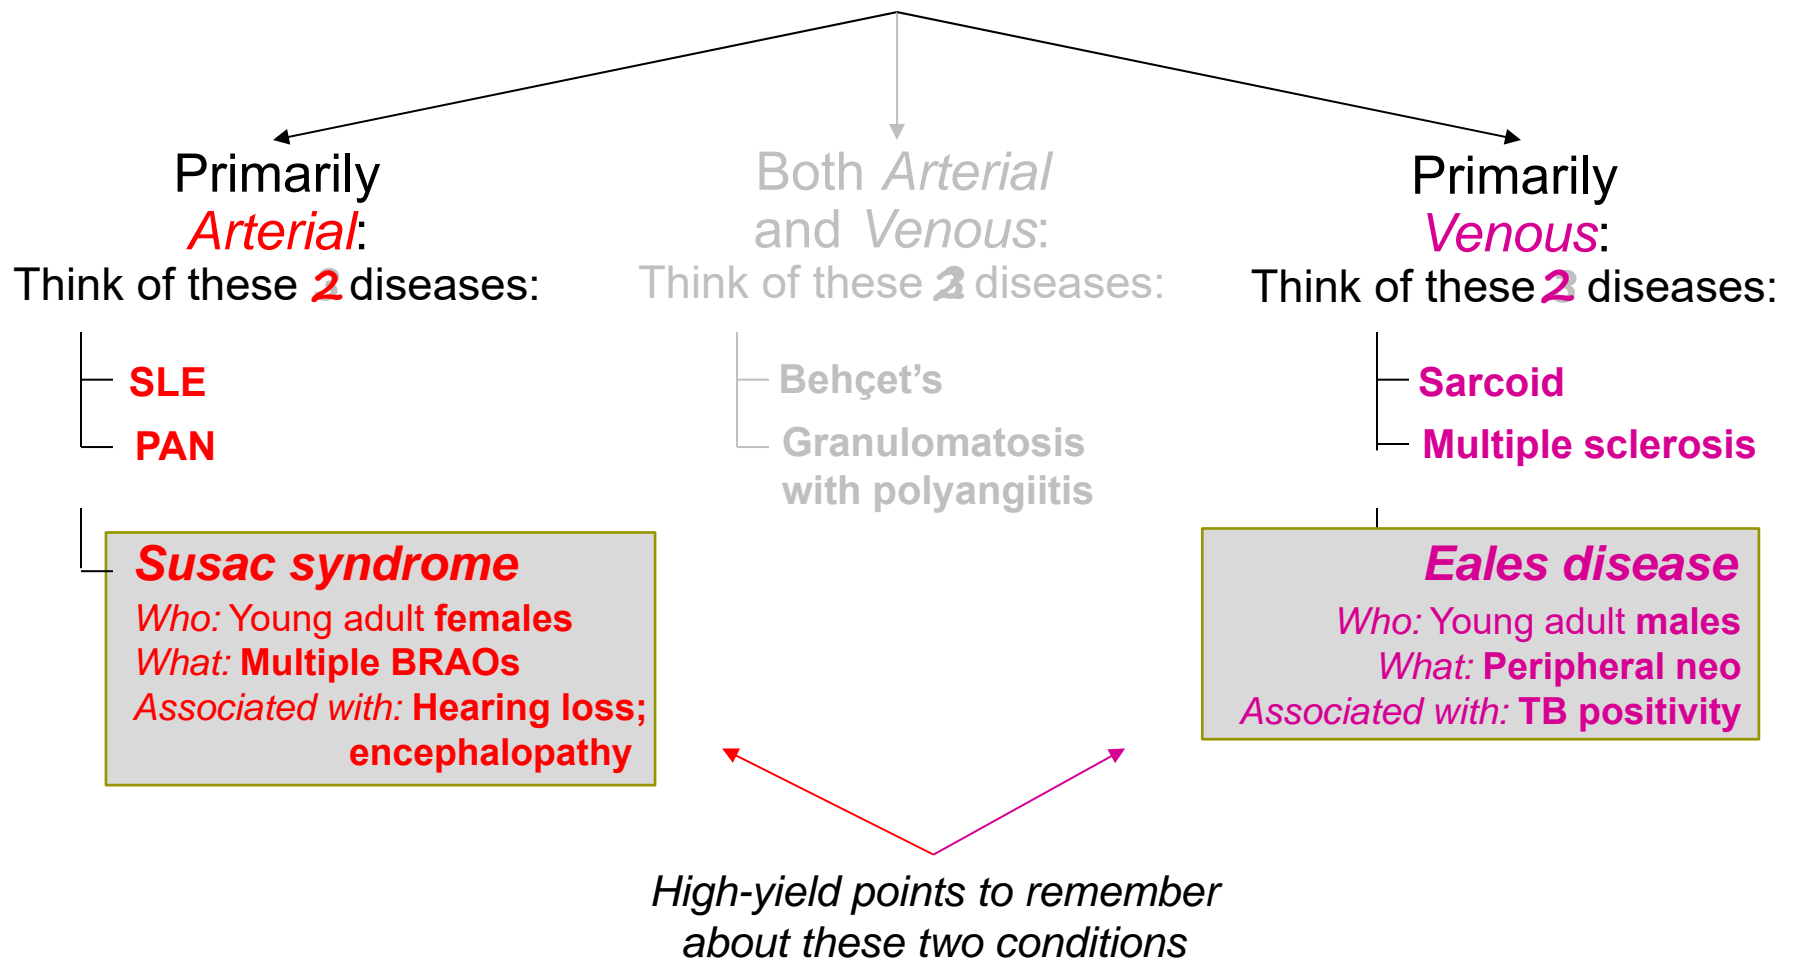 Primarily
Arterial:
Think of these 2 diseases:
SLE
PAN
Susac syndrome
Who: Young adult females
What: Multiple BRAOs
Associated with: Hearing loss;
encephalopathy
Both Arterial
and Venous:
Think of these 2 diseases:
Behçet’s
Granulomatosis
with polyangiitis
Primarily
Venous:
Think of these 2 diseases:
Sarcoid
Multiple sclerosis
Eales disease
Who: Young adult males
What: Peripheral neo
Associated with: TB positivity
High-yield points to remember
about these two conditions